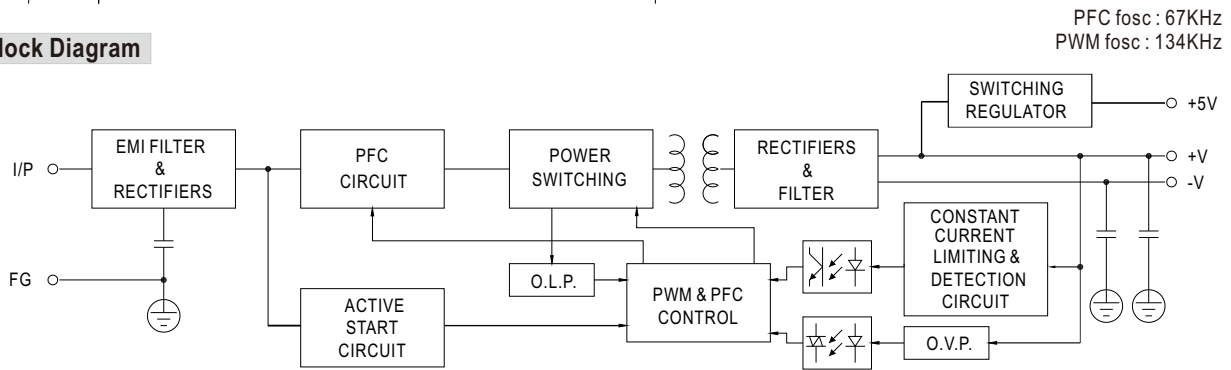 PFC fosc : 67KHz
PWM fosc : 134KHz
lock Diagram
I/P
EMI FILTER
&
RECTIFIERS
PFC
CIRCUIT
POWER
SWITCHING
RECTIFIERS
&
FILTER
SWITCHING
REGULATOR
+5V
+V
-V
CONSTANT
CURRENT
LIMITING &
DETECTION
CIRCUIT
FG
O.L.P.
PWM & PFC
CONTROL
ACTIVE
START
CIRCUIT
O.V.P.